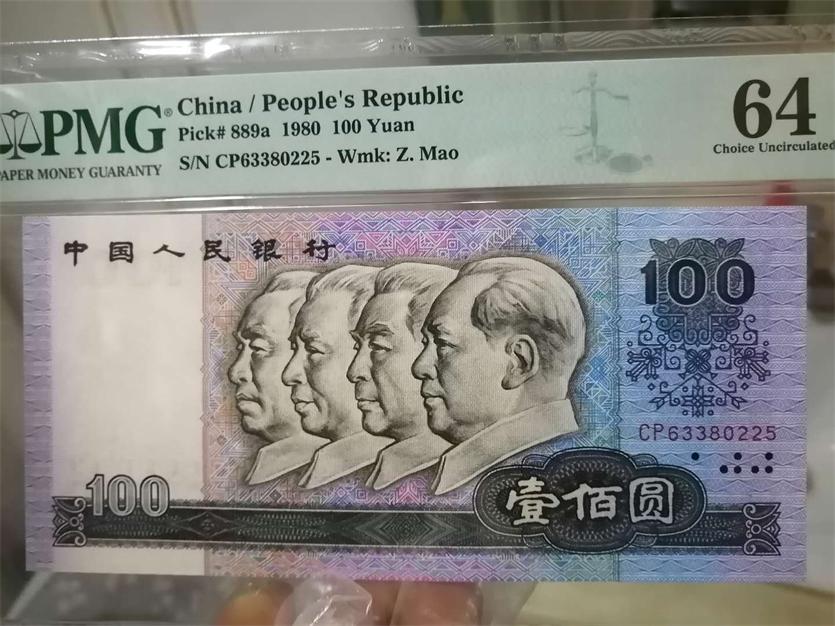 PMG®
PAPER MONEY GUARANTY
China / People's Republic
Pick# 889a 1980 100 Yuan
S/N CP63380225 - Wmk: Z. Mao
64
Choice Uncirculated
中国人民银行
100
CP63380225
100
壹佰圆